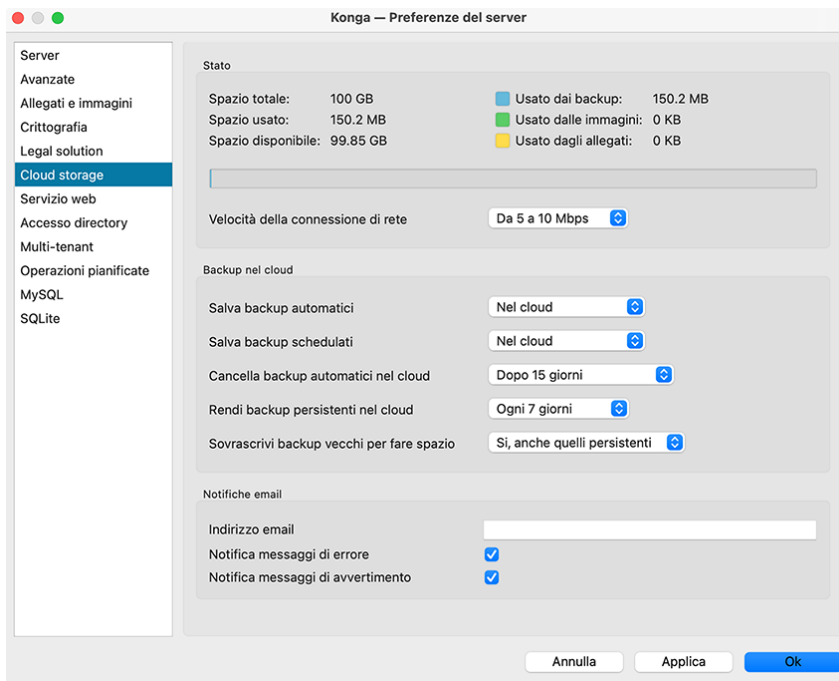 Konga — Preferenze del server
Server
Avanzate
Allegati e immagini
Crittografia
Legal solution
Cloud storage
Servizio web
Accesso directory
Multi-tenant
Operazioni pianificate
MySQL
SQLite
Stato
Spazio totale: 100 GB Usato dai backup: 150.2 MB
Spazio usato: 150.2 MB Usato dalle immagini: 0 KB
Spazio disponibile: 99.85 GB Usato dagli allegati: 0 KB
Velocità della connessione di rete Da 5 a 10 Mbps
Backup nel cloud
Salva backup automatici Nel cloud
Salva backup schedulati Nel cloud
Cancella backup automatici nel cloud Dopo 15 giorni
Rendi backup persistenti nel cloud Ogni 7 giorni
Sovrascrivi backup vecchi per fare spazio Si, anche quelli persistenti
Notifiche email
Indirizzo email
Notifica messaggi di errore
Notifica messaggi di avvertimento
Annulla Applica Ok